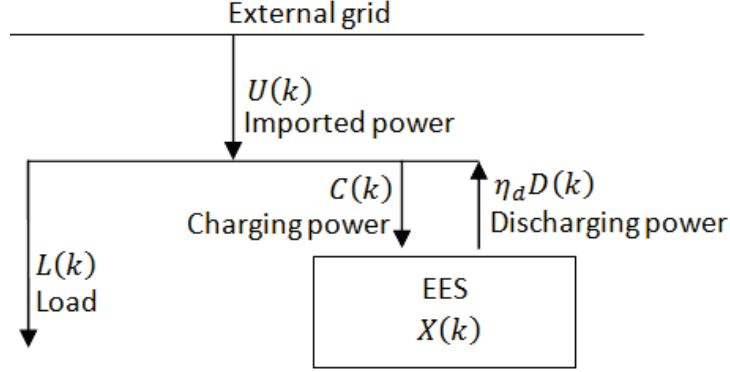 External grid
U(k)
Imported power
C(k)
Charging power
η_d D(k)
Discharging power
L(k)
Load
EES
X(k)